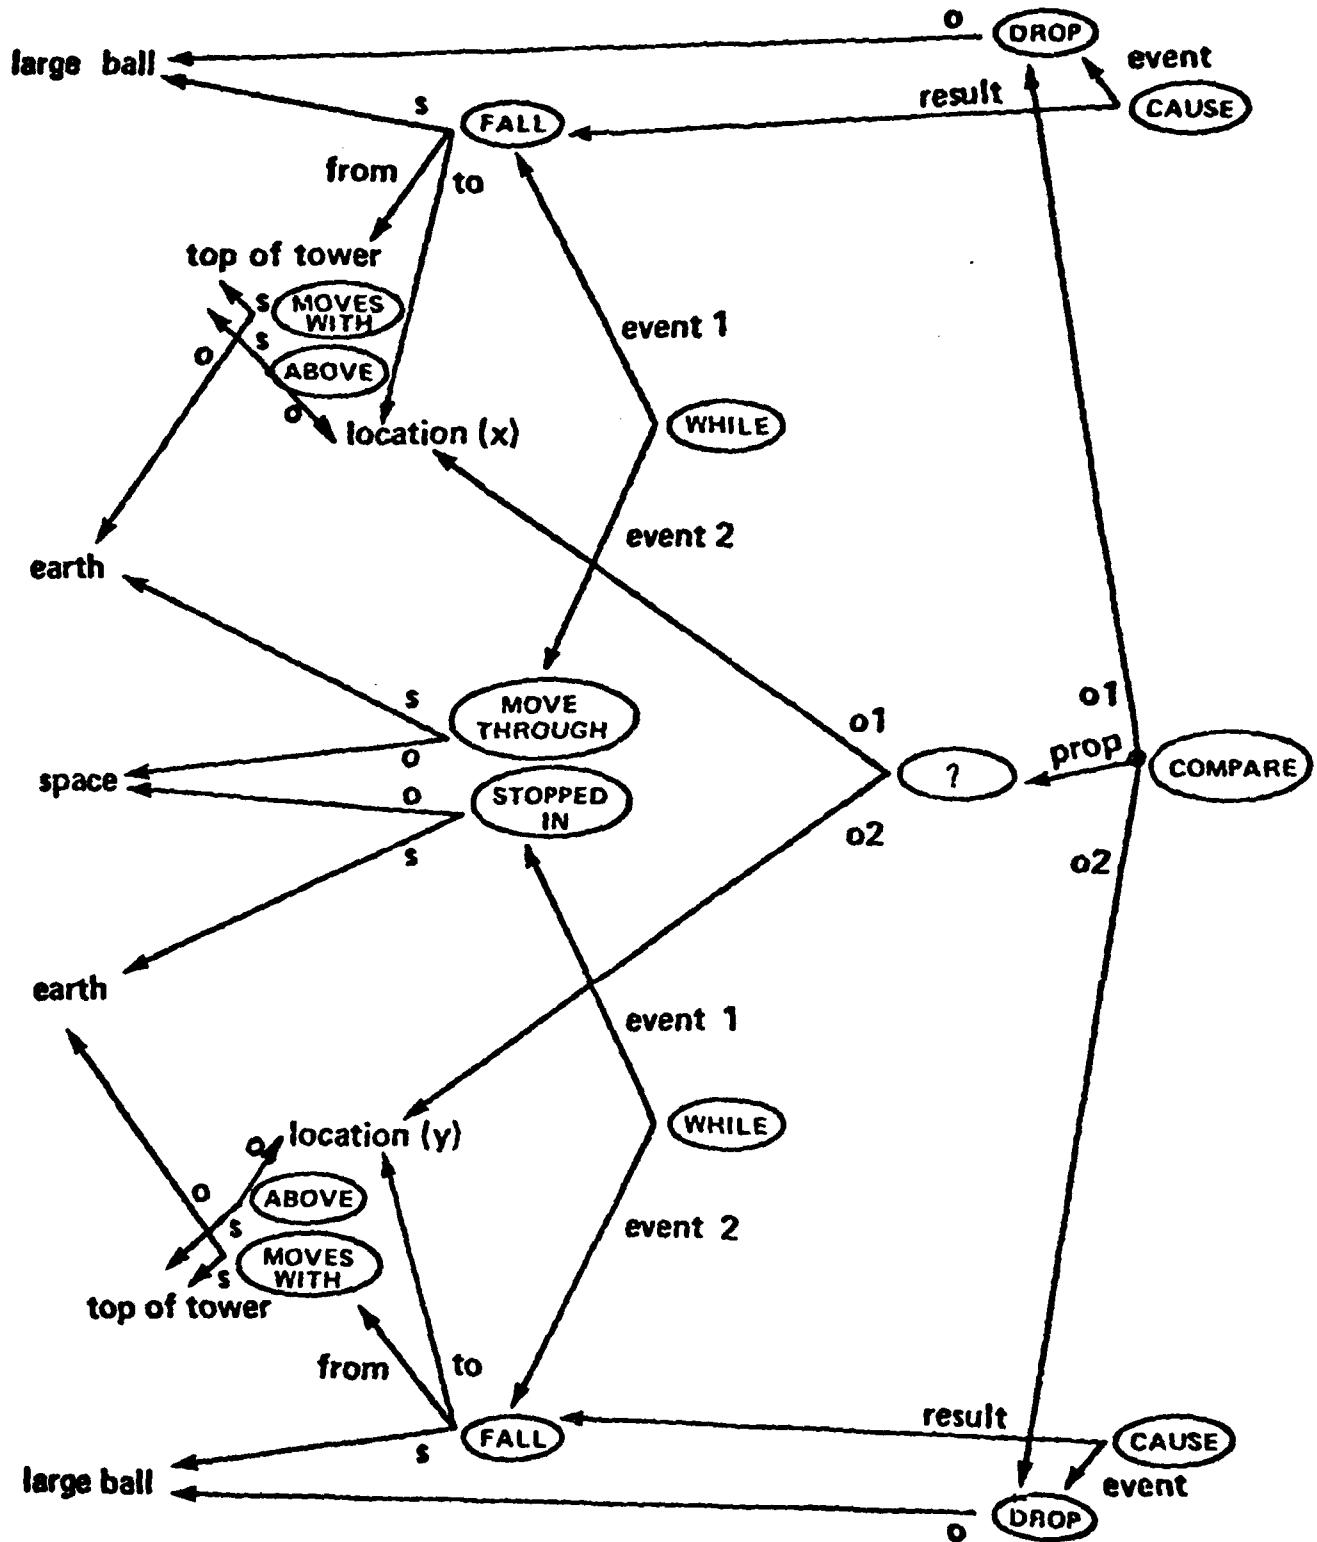 o
DROP
large ball
event
s
result
CAUSE
FALL
from
to
top of tower
s
MOVES
WITH
s
event 1
o
ABOVE
o
location (x)
WHILE
event 2
earth
s
MOVE
THROUGH
o1
o1
prop
o
space
?
COMPARE
o
STOPPED
IN
o2
s
o2
earth
event 1
location (y)
o
WHILE
o
ABOVE
s
event 2
MOVES
WITH
s
top of tower
from
to
result
FALL
CAUSE
s
large ball
event
DROP
o